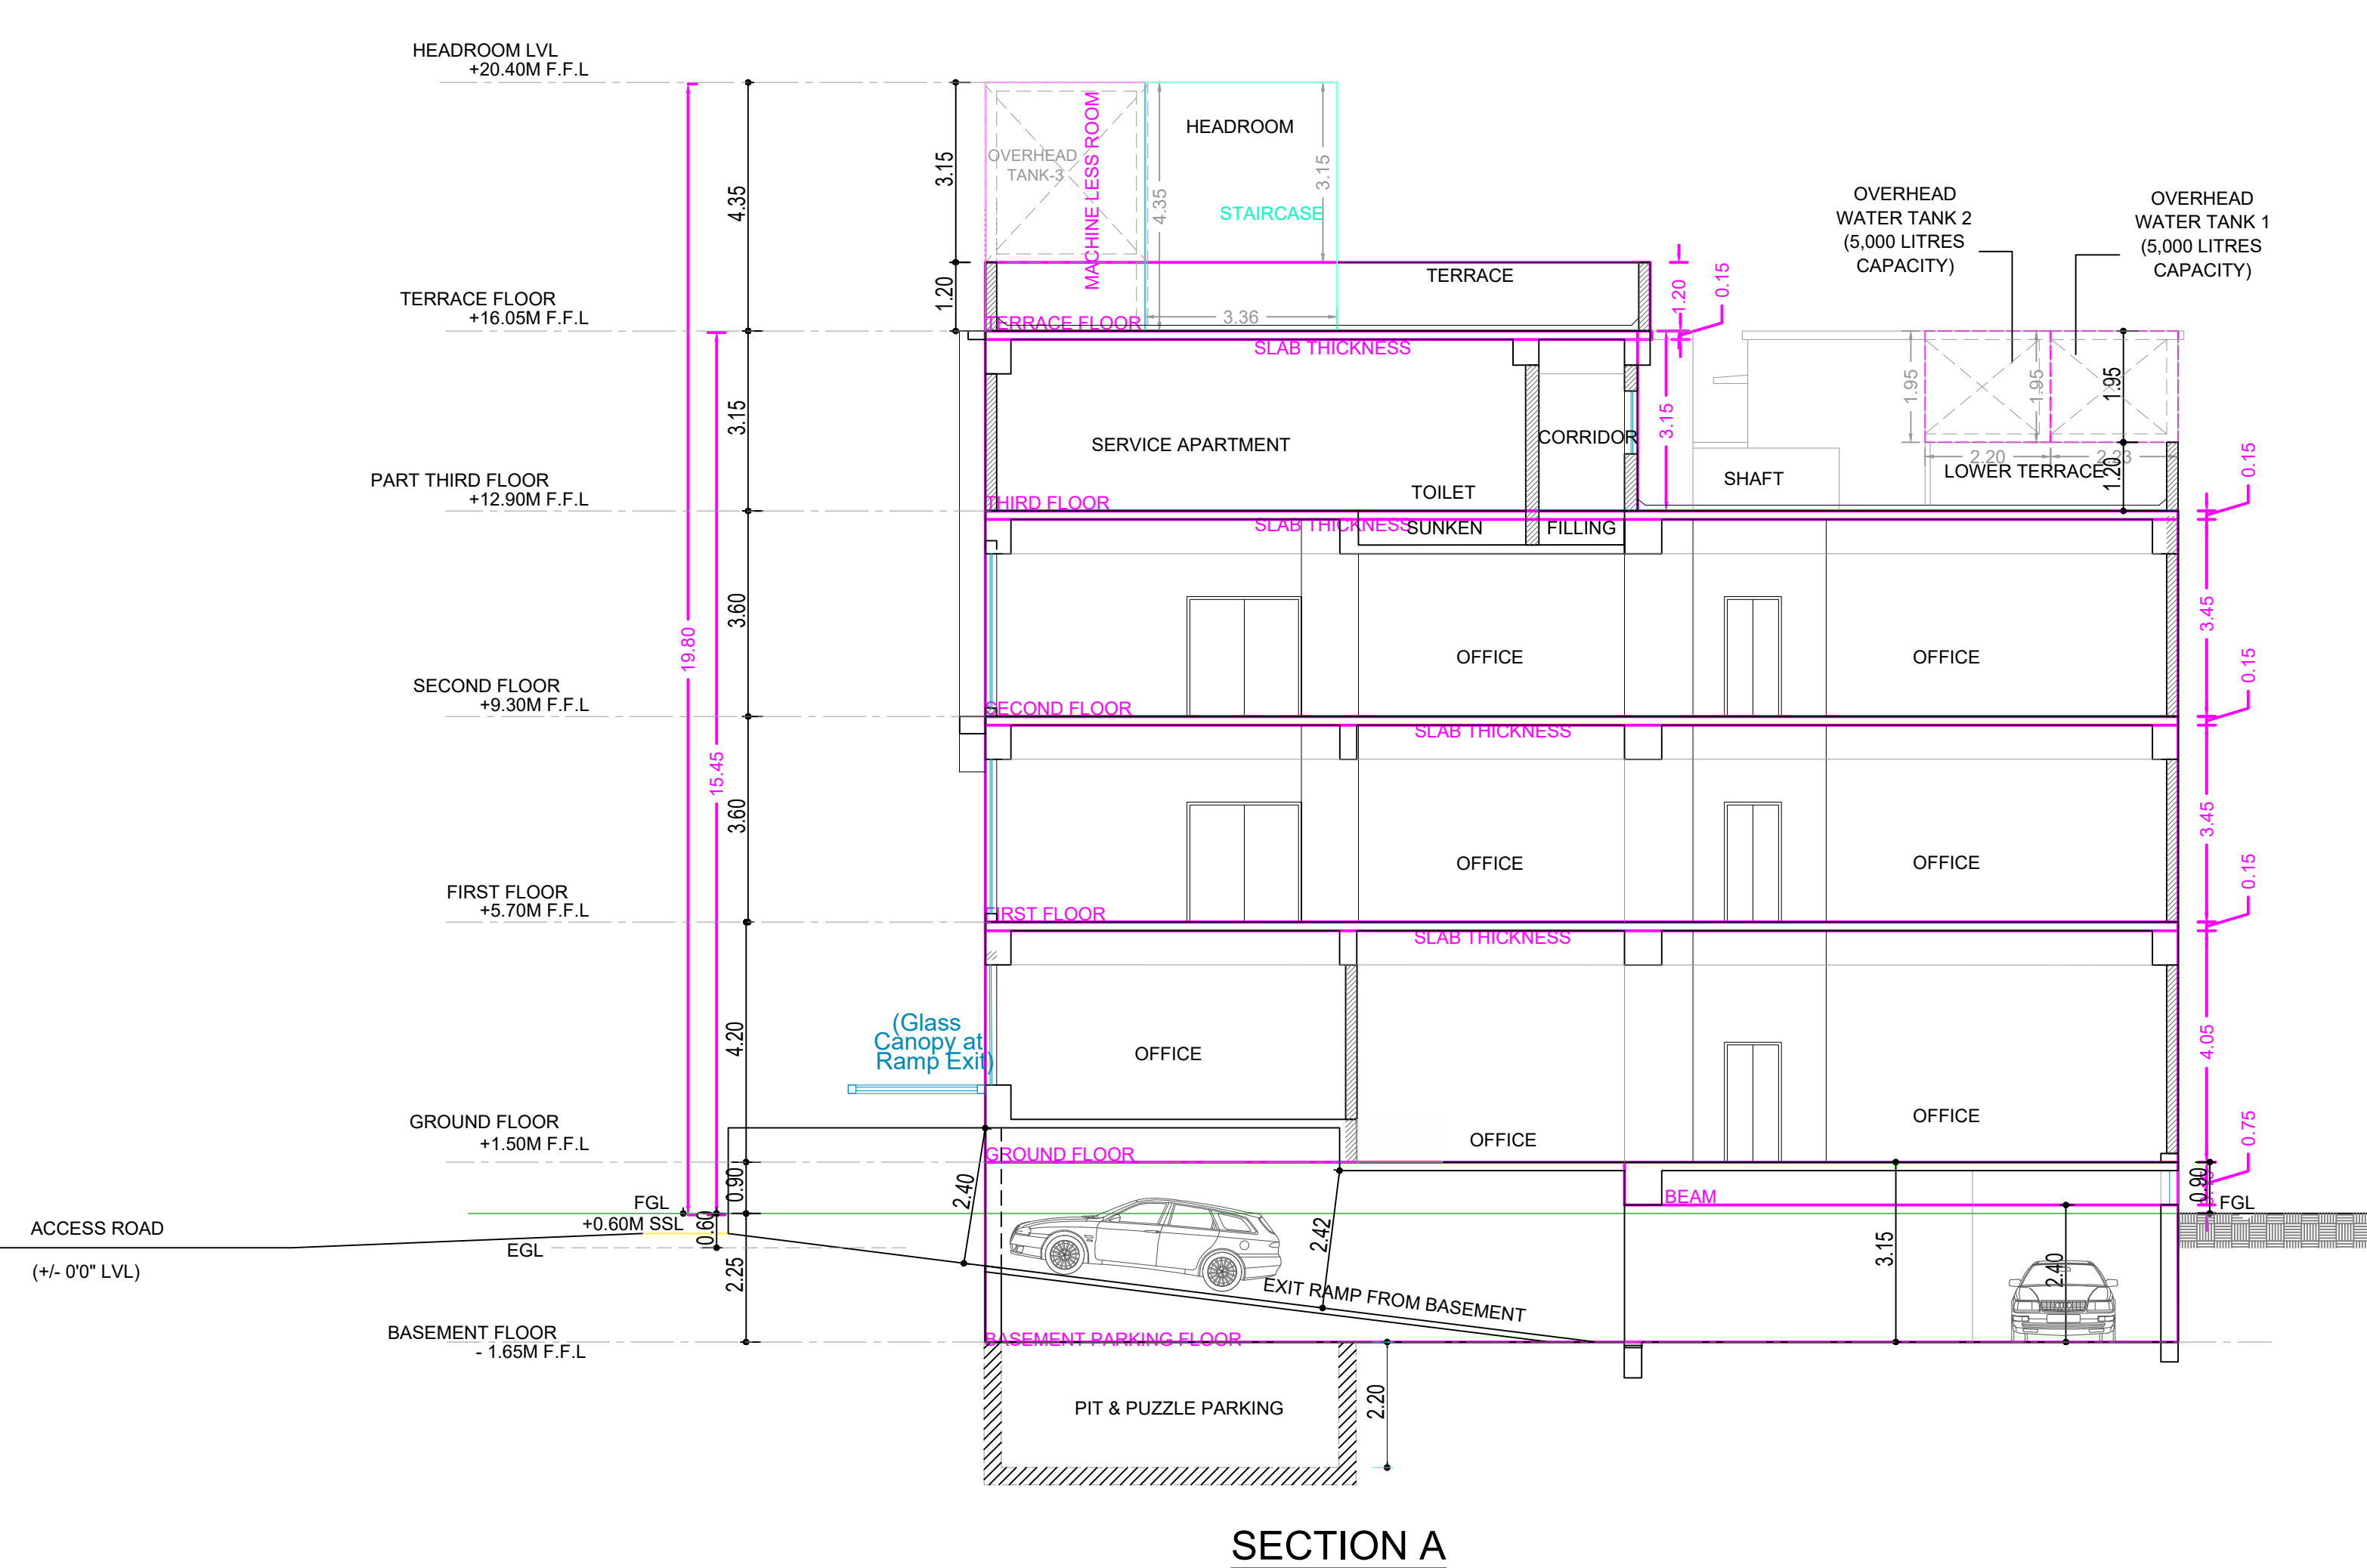 HEADROOM LVL
+20.40M F.F.L
3.15
4.35
1.20
OVERHEAD
TANK-3
MACHINE LESS ROOM
4.35
HEADROOM
STAIRCASE
3.15
3.36
TERRACE
1.20
0.15
OVERHEAD
WATER TANK 2
(5,000 LITRES
CAPACITY)
OVERHEAD
WATER TANK 1
(5,000 LITRES
CAPACITY)
TERRACE FLOOR
+16.05M F.F.L
TERRACE FLOOR
SLAB THICKNESS
3.15
SERVICE APARTMENT
CORRIDOR
3.15
1.95
1.95
1.95
2.20
2.23
SHAFT
LOWER TERRACE
1.20
0.15
PART THIRD FLOOR
+12.90M F.F.L
TOILET
THIRD FLOOR
SLAB THICKNESS
SUNKEN
FILLING
3.60
19.80
OFFICE
OFFICE
3.45
0.15
SECOND FLOOR
+9.30M F.F.L
SECOND FLOOR
SLAB THICKNESS
15.45
3.60
OFFICE
OFFICE
3.45
0.15
FIRST FLOOR
+5.70M F.F.L
FIRST FLOOR
SLAB THICKNESS
4.20
(Glass
Canopy at
Ramp Exit)
OFFICE
4.05
GROUND FLOOR
+1.50M F.F.L
OFFICE
OFFICE
0.75
GROUND FLOOR
0.90
2.40
BEAM
0.90
FGL
FGL
+0.60M SSL
0.60
ACCESS ROAD
EGL
(+/- 0'0" LVL)
2.25
2.42
3.15
2.40
EXIT RAMP FROM BASEMENT
BASEMENT FLOOR
- 1.65M F.F.L
BASEMENT PARKING FLOOR
PIT & PUZZLE PARKING
2.20
SECTION A